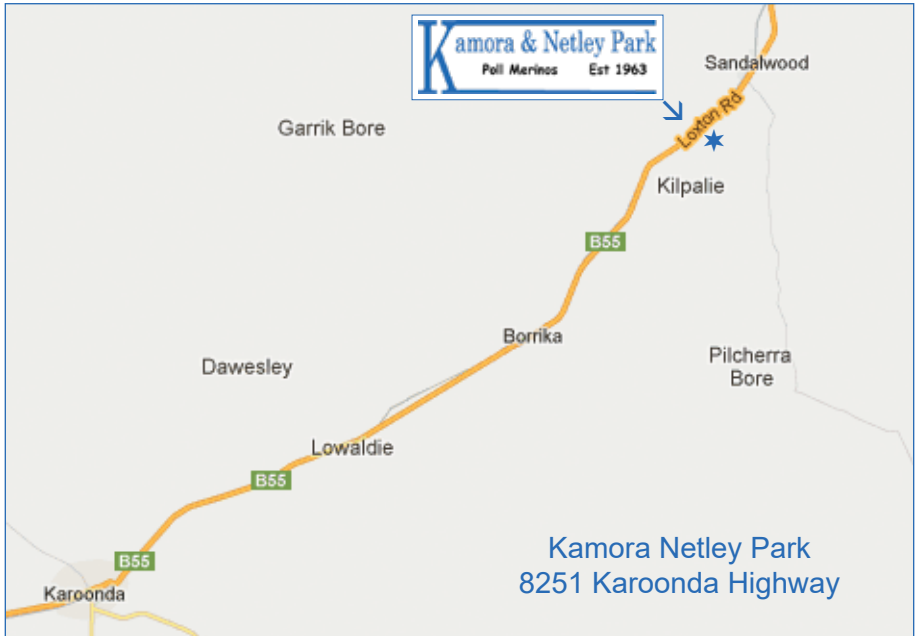 Kamora & Netley Park
Poll Merinos Est 1963
Sandalwood
Loxton Rd
Garrik Bore
Kilpalie
B55
Borrika
Pilcherra
Bore
Dawesley
Lowaldie
B55
Kamora Netley Park
8251 Karoonda Highway
B55
Karoonda